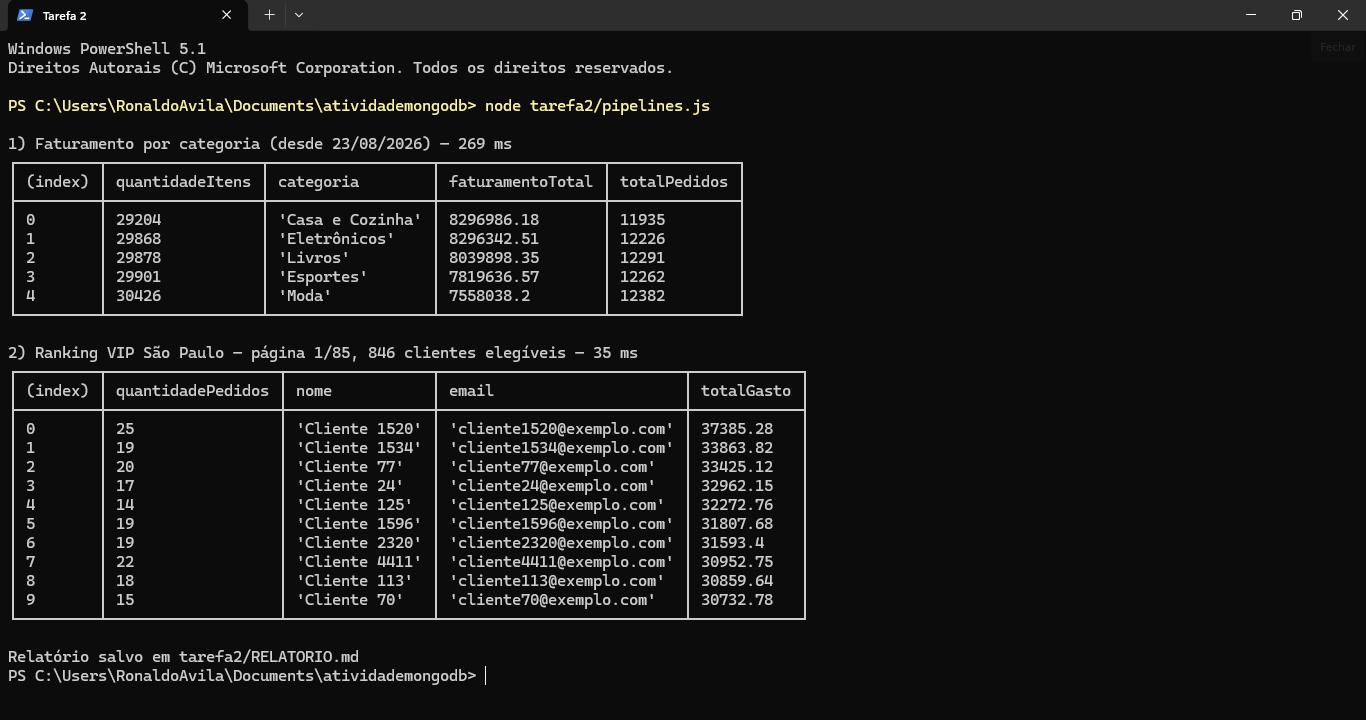 Tarefa 2
Windows PowerShell 5.1
Fechar
Direitos Autorais (C) Microsoft Corporation. Todos os direitos reservados.
PS C:\Users\RonaldoAvila\Documents\atividademongodb> node tarefa2/pipelines.js
1) Faturamento por categoria (desde 23/08/2026) — 269 ms
(index) quantidadeItens categoria faturamentoTotal totalPedidos
0 29204 'Casa e Cozinha' 8296986.18 11935
1 29868 'Eletrônicos' 8296342.51 12226
2 29878 'Livros' 8039898.35 12291
3 29901 'Esportes' 7819636.57 12262
4 30426 'Moda' 7558038.2 12382
2) Ranking VIP São Paulo — página 1/85, 846 clientes elegíveis — 35 ms
(index) quantidadePedidos nome email totalGasto
0 25 'Cliente 1520' 'cliente1520@exemplo.com' 37385.28
1 19 'Cliente 1534' 'cliente1534@exemplo.com' 33863.82
2 20 'Cliente 77' 'cliente77@exemplo.com' 33425.12
3 17 'Cliente 24' 'cliente24@exemplo.com' 32962.15
4 14 'Cliente 125' 'cliente125@exemplo.com' 32272.76
5 19 'Cliente 1596' 'cliente1596@exemplo.com' 31807.68
6 19 'Cliente 2320' 'cliente2320@exemplo.com' 31593.4
7 22 'Cliente 4411' 'cliente4411@exemplo.com' 30952.75
8 18 'Cliente 113' 'cliente113@exemplo.com' 30859.64
9 15 'Cliente 70' 'cliente70@exemplo.com' 30732.78
Relatório salvo em tarefa2/RELATORIO.md
PS C:\Users\RonaldoAvila\Documents\atividademongodb>